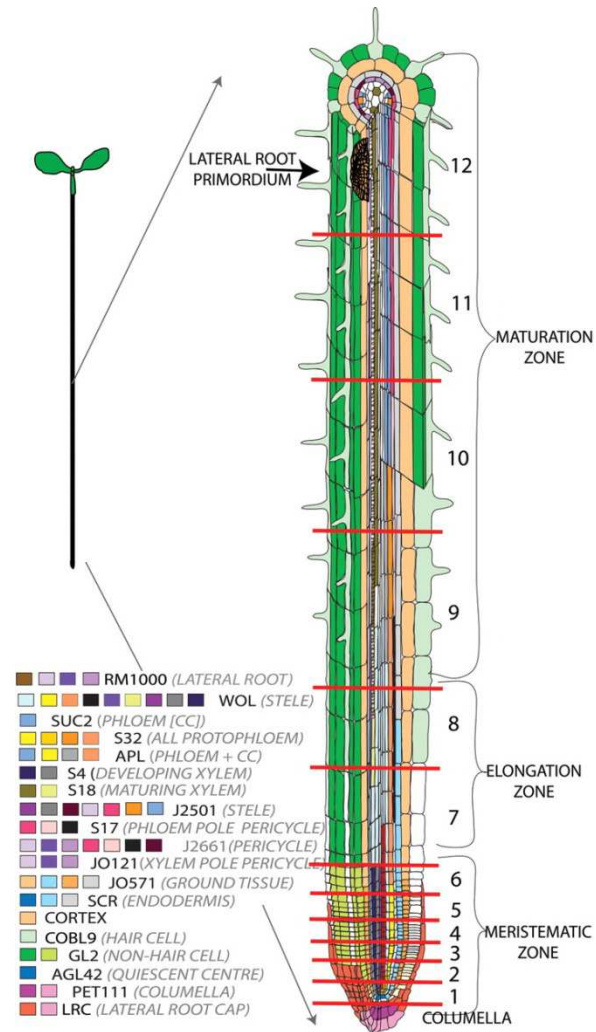 LATERAL ROOT
PRIMORDIUM
12
11
10
9
8
7
6
5
4
3
2
1
MATURATION
ZONE
ELONGATION
ZONE
MERISTEMATIC
ZONE
COLUMELLA
RM1000 (LATERAL ROOT)
WOL (STELE)
SUC2 (PHLOEM [CC])
S32 (ALL PROTOPHLOEM)
APL (PHLOEM + CC)
S4 (DEVELOPING XYLEM)
S18 (MATURING XYLEM)
J2501 (STELE)
S17 (PHLOEM POLE PERICYCLE)
J2661 (PERICYCLE)
JO121 (XYLEM POLE PERICYCLE)
JO571 (GROUND TISSUE)
SCR (ENDODERMIS)
CORTEX
COBL9 (HAIR CELL)
GL2 (NON-HAIR CELL)
AGL42 (QUIESCENT CENTRE)
PET111 (COLUMELLA)
LRC (LATERAL ROOT CAP)